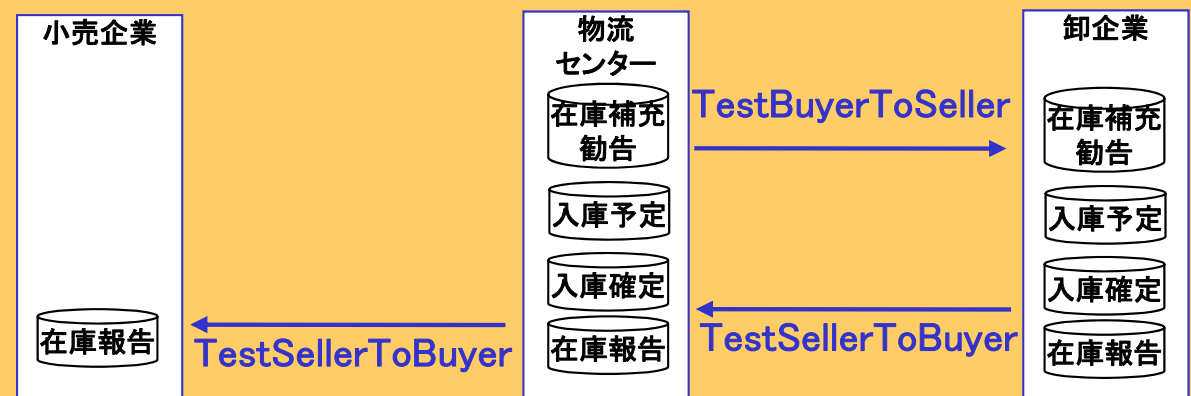 小売企業
在庫報告
TestSellerToBuyer
物流
センター
在庫補充
勧告
入庫予定
入庫確定
在庫報告
TestBuyerToSeller
TestSellerToBuyer
卸企業
在庫補充
勧告
入庫予定
入庫確定
在庫報告